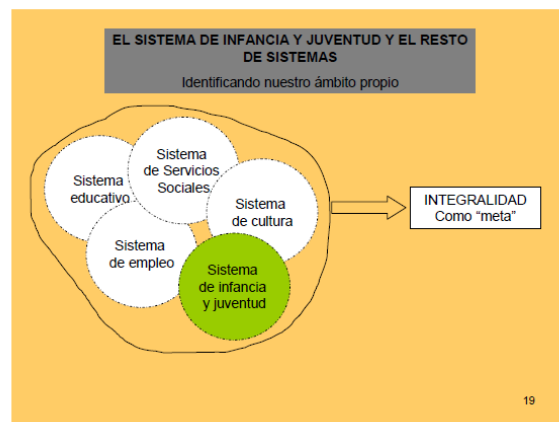 EL SISTEMA DE INFANCIA Y JUVENTUD Y EL RESTO
DE SISTEMAS
Identificando nuestro ámbito propio
Sistema
educativo
Sistema
de Servicios
Sociales
Sistema
de cultura
Sistema
de empleo
Sistema
de infancia
y juventud
INTEGRALIDAD
Como “meta”
19